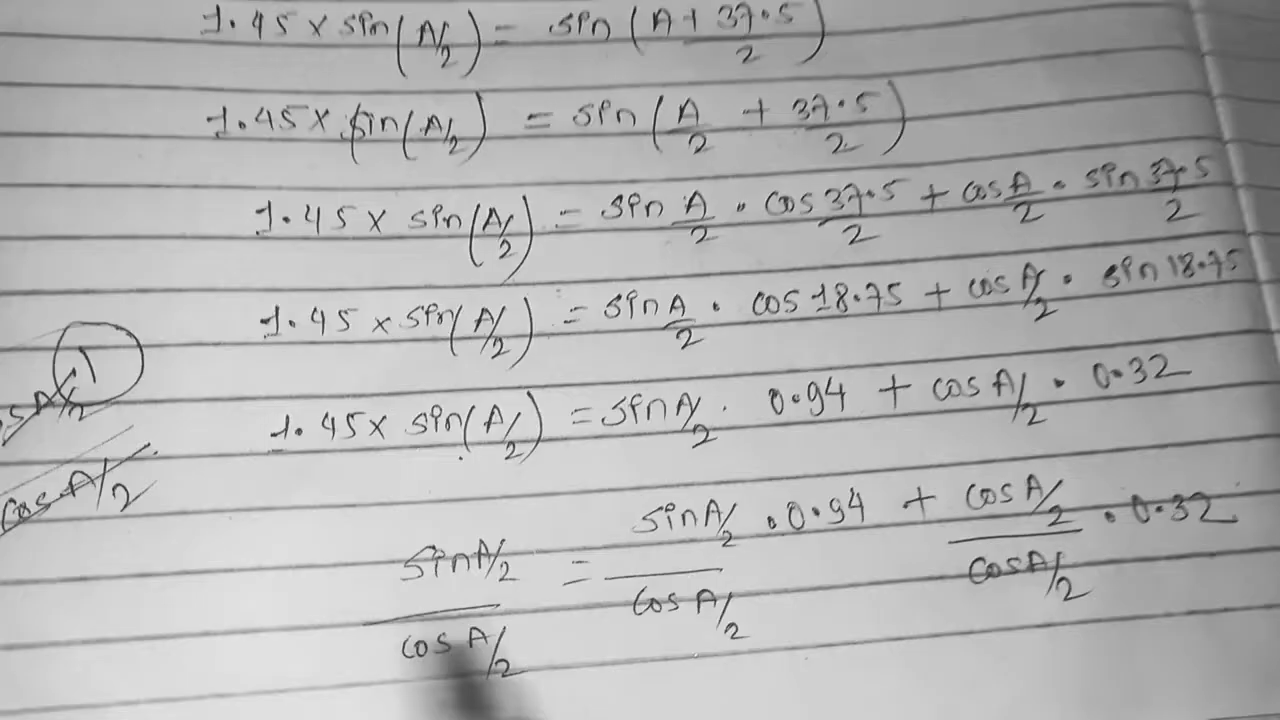 1.45 × sin(A/2) = sin (A + 37.5 / 2)
1.45 × sin(A/2) = sin (A/2 + 37.5/2)
1.45 × sin(A/2) = sin A/2 . cos 37.5/2 + cos A/2 . sin 37.5/2
1.45 × sin(A/2) = sin A/2 . cos 18.75 + cos A/2 . sin 18.75
1
1.45 × sin(A/2) = sin A/2 . 0.94 + cos A/2 . 0.32
cos A/2
sin A/2 / cos A/2 = sin A/2 . 0.94 / cos A/2 + cos A/2 / cos A/2 . 0.32